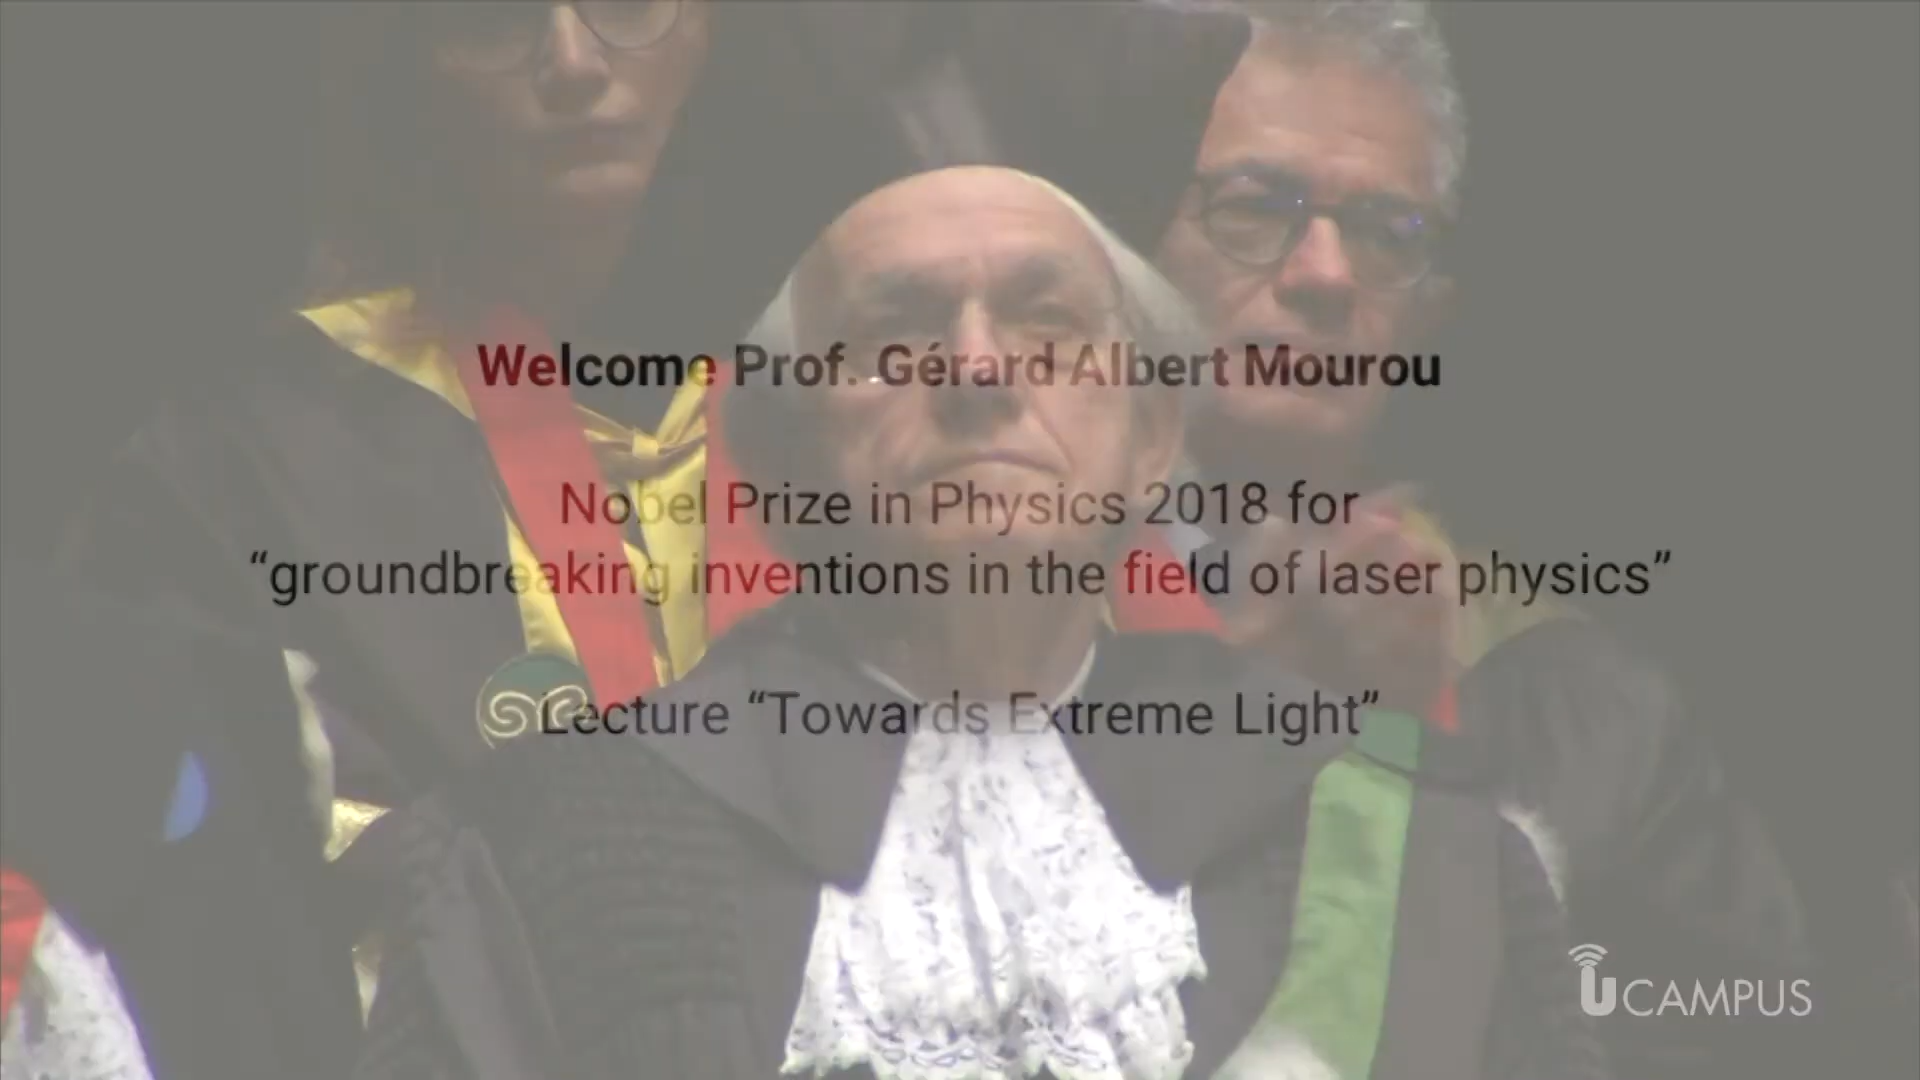 Welcome Prof. Gérard Albert Mourou
Nobel Prize in Physics 2018 for
“groundbreaking inventions in the field of laser physics”
Lecture “Towards Extreme Light”
UCAMPUS